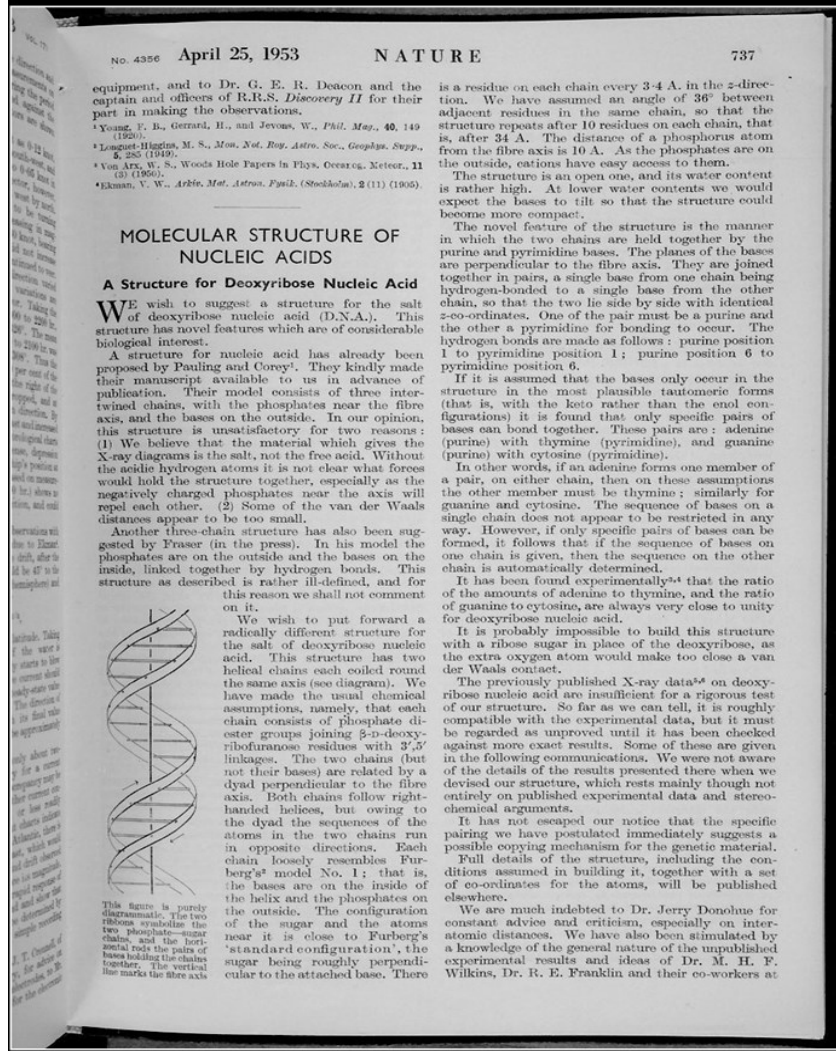 No. 4356 April 25, 1953 NATURE 737
equipment, and to Dr. G. E. R. Deacon and the
captain and officers of R.R.S. Discovery II for their
part in making the observations.
¹ Young, F. B., Gerrard, H., and Jevons, W., Phil. Mag., 40, 149
(1920).
² Longuet-Higgins, M. S., Mon. Not. Roy. Astro. Soc., Geophys. Supp.,
5, 285 (1949).
³ Von Arx, W. S., Woods Hole Papers in Phys. Oceanog. Meteor., 11
(3) (1950).
⁴ Ekman, V. W., Arkiv. Mat. Astron. Fysik. (Stockholm), 2 (11) (1905).
MOLECULAR STRUCTURE OF
NUCLEIC ACIDS
A Structure for Deoxyribose Nucleic Acid
WE wish to suggest a structure for the salt
of deoxyribose nucleic acid (D.N.A.). This
structure has novel features which are of considerable
biological interest.
A structure for nucleic acid has already been
proposed by Pauling and Corey¹. They kindly made
their manuscript available to us in advance of
publication. Their model consists of three inter-
twined chains, with the phosphates near the fibre
axis, and the bases on the outside. In our opinion,
this structure is unsatisfactory for two reasons :
(1) We believe that the material which gives the
X-ray diagrams is the salt, not the free acid. Without
the acidic hydrogen atoms it is not clear what forces
would hold the structure together, especially as the
negatively charged phosphates near the axis will
repel each other. (2) Some of the van der Waals
distances appear to be too small.
Another three-chain structure has also been sug-
gested by Fraser (in the press). In his model the
phosphates are on the outside and the bases on the
inside, linked together by hydrogen bonds. This
structure as described is rather ill-defined, and for
this reason we shall not comment
on it.
We wish to put forward a
radically different structure for
the salt of deoxyribose nucleic
acid. This structure has two
helical chains each coiled round
the same axis (see diagram). We
have made the usual chemical
assumptions, namely, that each
chain consists of phosphate di-
ester groups joining β-D-deoxy-
ribofuranose residues with 3′,5′
linkages. The two chains (but
not their bases) are related by a
dyad perpendicular to the fibre
axis. Both chains follow right-
handed helices, but owing to
the dyad the sequences of the
atoms in the two chains run
in opposite directions. Each
chain loosely resembles Fur-
berg's² model No. 1 ; that is,
the bases are on the inside of
the helix and the phosphates on
the outside. The configuration
of the sugar and the atoms
near it is close to Furberg's
'standard configuration', the
sugar being roughly perpendi-
cular to the attached base. There
This figure is purely
diagrammatic. The two
ribbons symbolize the
two phosphate—sugar
chains, and the hori-
zontal rods the pairs of
bases holding the chains
together. The vertical
line marks the fibre axis
is a residue on each chain every 3·4 A. in the z-direc-
tion. We have assumed an angle of 36° between
adjacent residues in the same chain, so that the
structure repeats after 10 residues on each chain, that
is, after 34 A. The distance of a phosphorus atom
from the fibre axis is 10 A. As the phosphates are on
the outside, cations have easy access to them.
The structure is an open one, and its water content
is rather high. At lower water contents we would
expect the bases to tilt so that the structure could
become more compact.
The novel feature of the structure is the manner
in which the two chains are held together by the
purine and pyrimidine bases. The planes of the bases
are perpendicular to the fibre axis. They are joined
together in pairs, a single base from one chain being
hydrogen-bonded to a single base from the other
chain, so that the two lie side by side with identical
z-co-ordinates. One of the pair must be a purine and
the other a pyrimidine for bonding to occur. The
hydrogen bonds are made as follows : purine position
1 to pyrimidine position 1 ; purine position 6 to
pyrimidine position 6.
If it is assumed that the bases only occur in the
structure in the most plausible tautomeric forms
(that is, with the keto rather than the enol con-
figurations) it is found that only specific pairs of
bases can bond together. These pairs are : adenine
(purine) with thymine (pyrimidine), and guanine
(purine) with cytosine (pyrimidine).
In other words, if an adenine forms one member of
a pair, on either chain, then on these assumptions
the other member must be thymine ; similarly for
guanine and cytosine. The sequence of bases on a
single chain does not appear to be restricted in any
way. However, if only specific pairs of bases can be
formed, it follows that if the sequence of bases on
one chain is given, then the sequence on the other
chain is automatically determined.
It has been found experimentally³,⁴ that the ratio
of the amounts of adenine to thymine, and the ratio
of guanine to cytosine, are always very close to unity
for deoxyribose nucleic acid.
It is probably impossible to build this structure
with a ribose sugar in place of the deoxyribose, as
the extra oxygen atom would make too close a van
der Waals contact.
The previously published X-ray data⁵,⁶ on deoxy-
ribose nucleic acid are insufficient for a rigorous test
of our structure. So far as we can tell, it is roughly
compatible with the experimental data, but it must
be regarded as unproved until it has been checked
against more exact results. Some of these are given
in the following communications. We were not aware
of the details of the results presented there when we
devised our structure, which rests mainly though not
entirely on published experimental data and stereo-
chemical arguments.
It has not escaped our notice that the specific
pairing we have postulated immediately suggests a
possible copying mechanism for the genetic material.
Full details of the structure, including the con-
ditions assumed in building it, together with a set
of co-ordinates for the atoms, will be published
elsewhere.
We are much indebted to Dr. Jerry Donohue for
constant advice and criticism, especially on inter-
atomic distances. We have also been stimulated by
a knowledge of the general nature of the unpublished
experimental results and ideas of Dr. M. H. F.
Wilkins, Dr. R. E. Franklin and their co-workers at